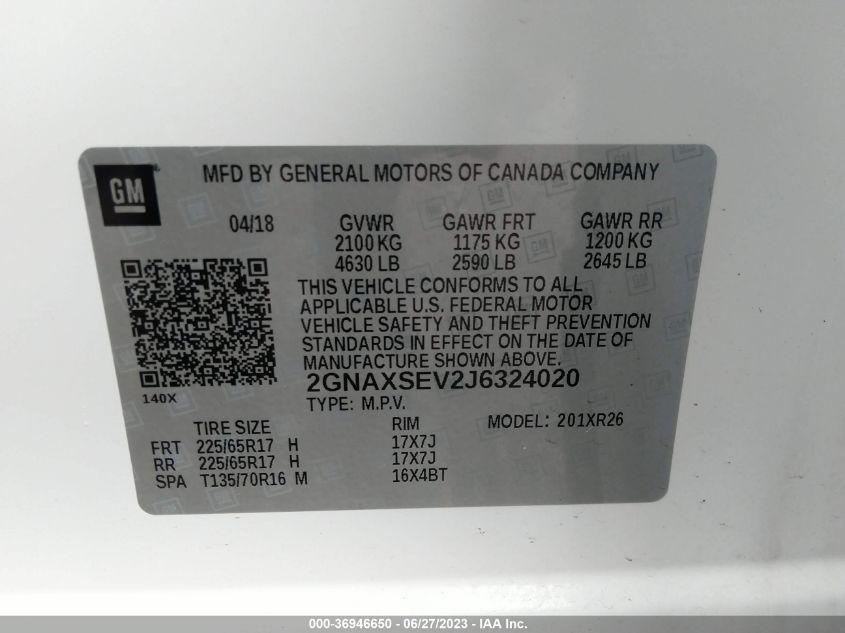 GM
MFD BY GENERAL MOTORS OF CANADA COMPANY
04/18 GVWR GAWR FRT GAWR RR
2100 KG 1175 KG 1200 KG
4630 LB 2590 LB 2645 LB
THIS VEHICLE CONFORMS TO ALL
APPLICABLE U.S. FEDERAL MOTOR
VEHICLE SAFETY AND THEFT PREVENTION
STANDARDS IN EFFECT ON THE DATE OF
MANUFACTURE SHOWN ABOVE.
2GNAXSEV2J6324020
140X
TYPE: M.P.V.
TIRE SIZE RIM MODEL: 201XR26
FRT 225/65R17 H 17X7J
RR 225/65R17 H 17X7J
SPA T135/70R16 M 16X4BT
000-36946650 - 06/27/2023 - IAA Inc.